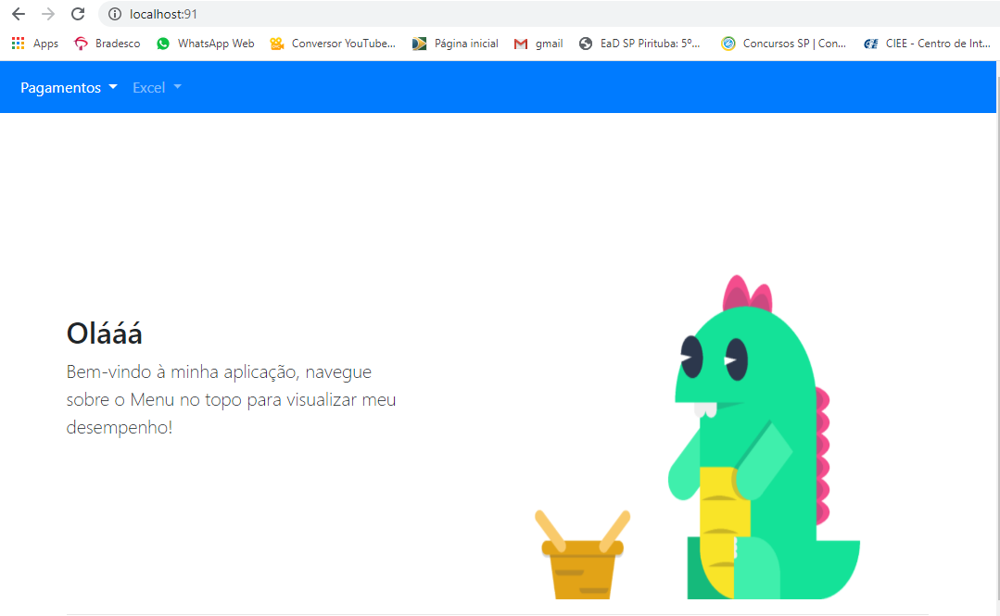 localhost:91
Apps Bradesco WhatsApp Web Conversor YouTube... Página inicial gmail EaD SP Pirituba: 5º... Concursos SP | Con... CIEE - Centro de Int...
Pagamentos Excel
Olááá
Bem-vindo à minha aplicação, navegue
sobre o Menu no topo para visualizar meu
desempenho!